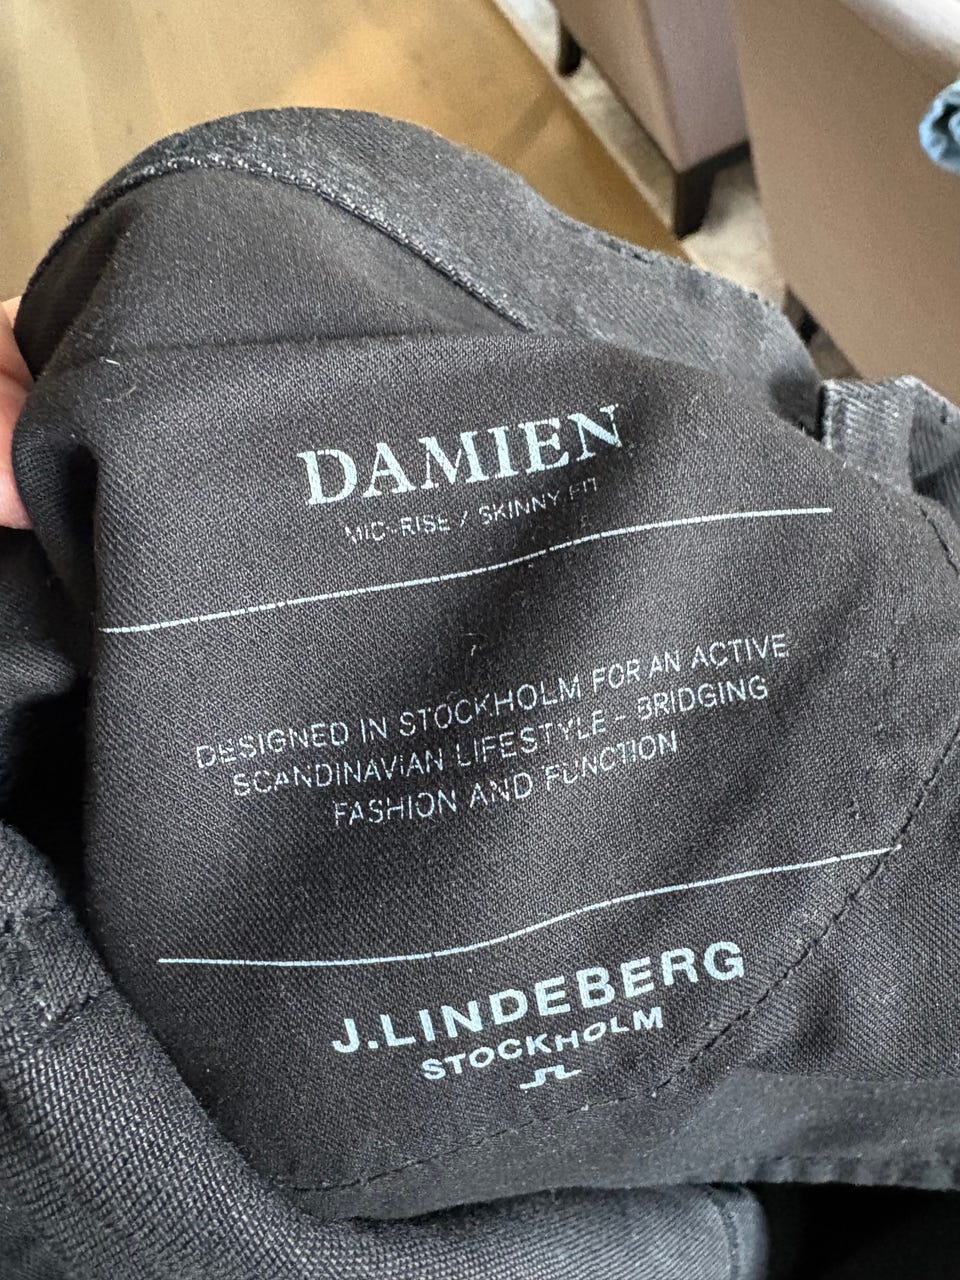 DAMIEN
MID-RISE / SKINNY FIT
DESIGNED IN STOCKHOLM FOR AN ACTIVE
SCANDINAVIAN LIFESTYLE - BRIDGING
FASHION AND FUNCTION
J.LINDEBERG
STOCKHOLM